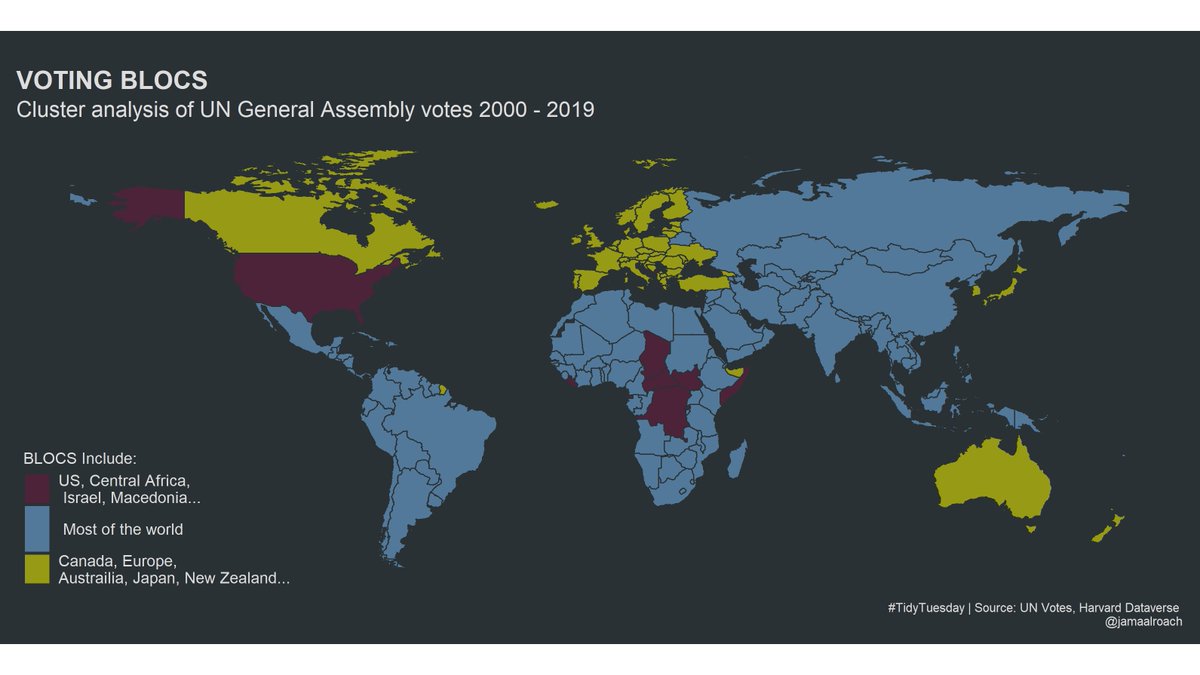 VOTING BLOCS
Cluster analysis of UN General Assembly votes 2000 - 2019
BLOCS Include:
US, Central Africa,
Israel, Macedonia...
Most of the world
Canada, Europe,
Austrailia, Japan, New Zealand...
#TidyTuesday | Source: UN Votes, Harvard Dataverse
@jamaalroach